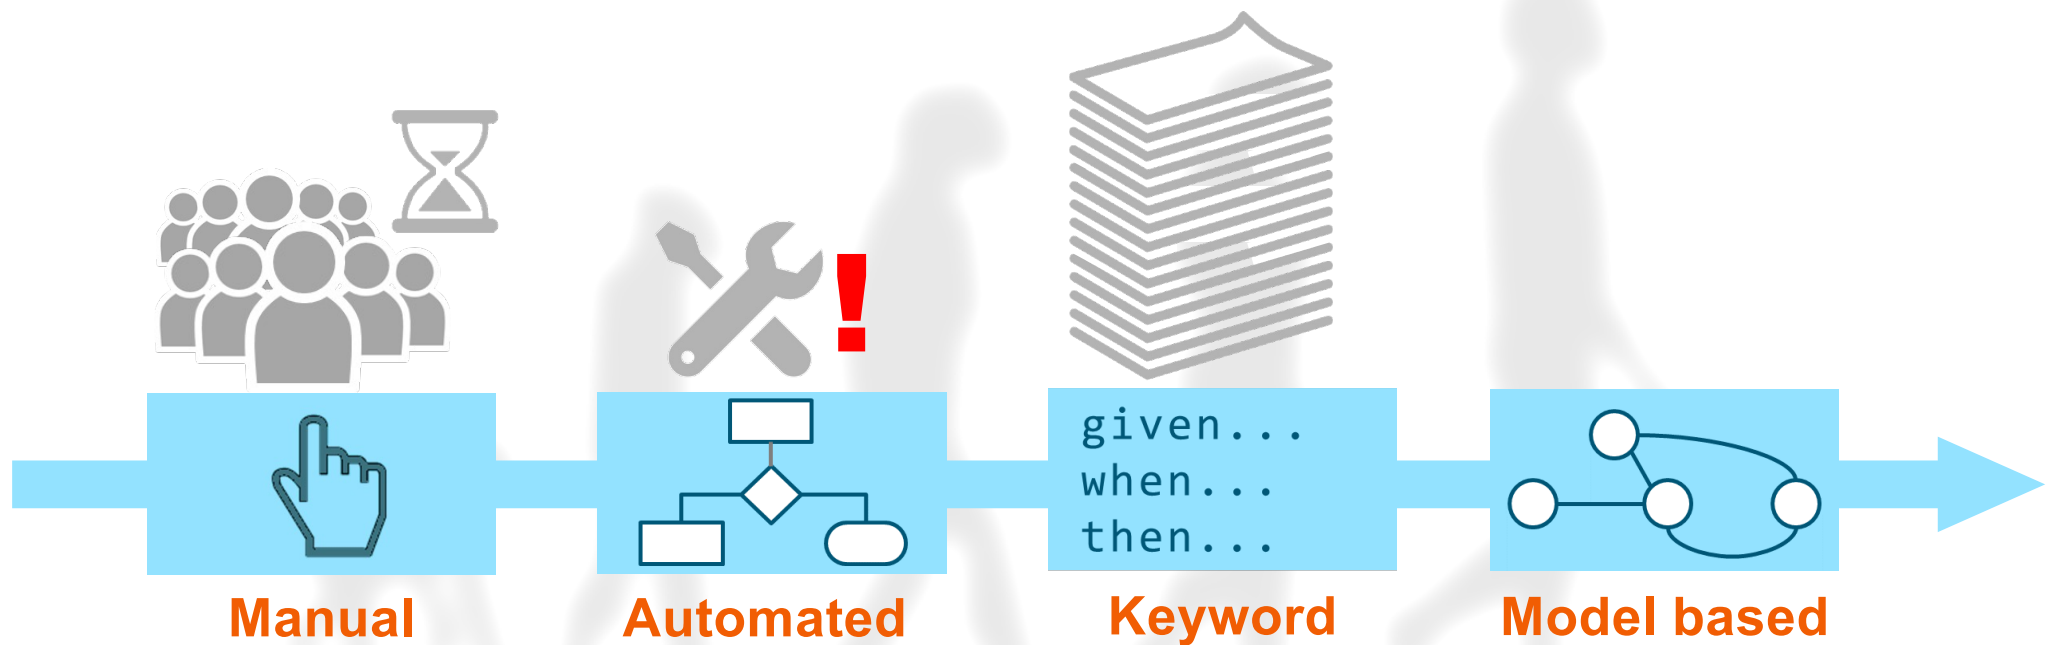 !
given...
when...
then...
Manual
Automated
Keyword
Model based